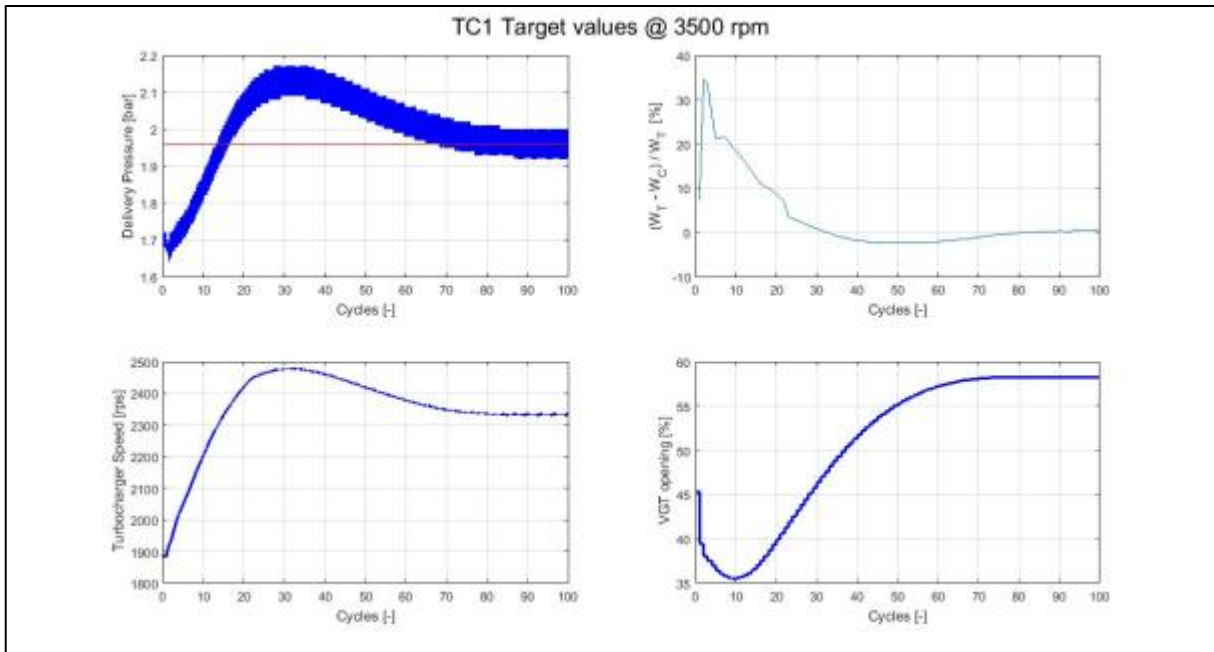 TC1 Target values @ 3500 rpm
Delivery Pressure [bar]
2.2
2.1
2
1.9
1.8
1.7
1.6
0 10 20 30 40 50 60 70 80 90 100
Cycles [-]
(W_T - W_C) / W_T [%]
40
30
20
10
0
-10
0 10 20 30 40 50 60 70 80 90 100
Cycles [-]
Turbocharger Speed [rps]
2500
2400
2300
2200
2100
2000
1900
1800
0 10 20 30 40 50 60 70 80 90 100
Cycles [-]
VGT opening [%]
60
55
50
45
40
35
0 10 20 30 40 50 60 70 80 90 100
Cycles [-]